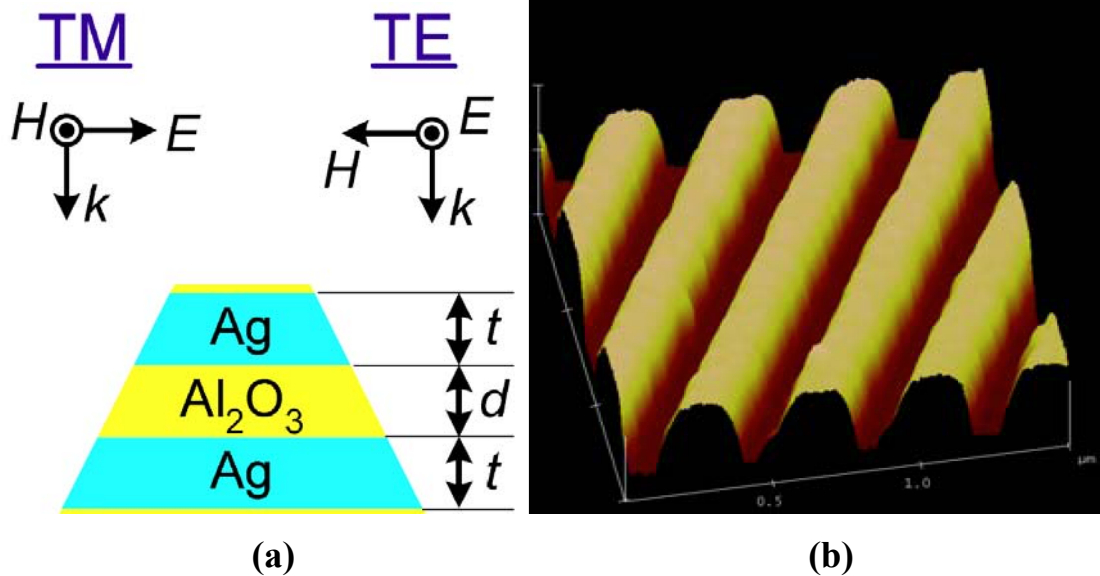 TM TE
H E E
H
k k
Ag t
Al₂O₃ d
Ag t
0.5 1.0 µm
(a) (b)